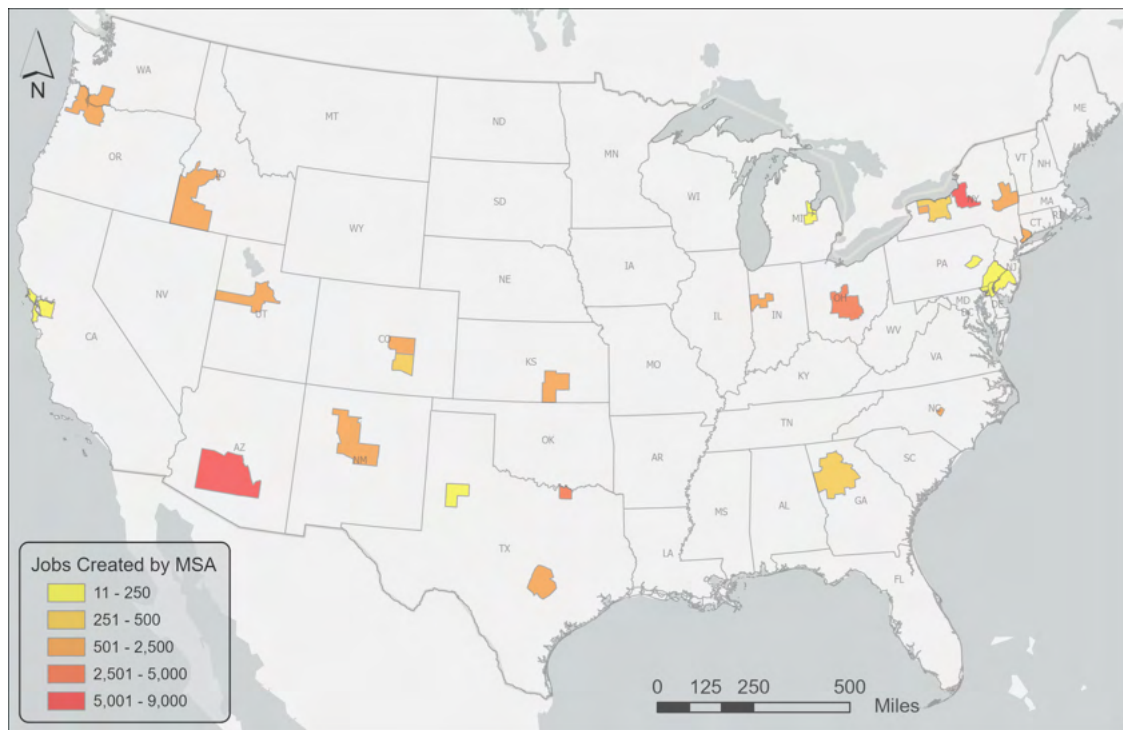 N
WA
MT
ND
MN
ME
OR
ID
SD
WI
MI
VT
NH
NY
MA
CT
RI
WY
IA
NE
PA
NJ
NV
UT
IL
IN
OH
MD
DE
DC
CA
CO
KS
MO
WV
VA
KY
AZ
NM
OK
TN
NC
AR
SC
MS
AL
GA
TX
LA
FL
Jobs Created by MSA
11 - 250
251 - 500
501 - 2,500
2,501 - 5,000
5,001 - 9,000
0 125 250 500
Miles